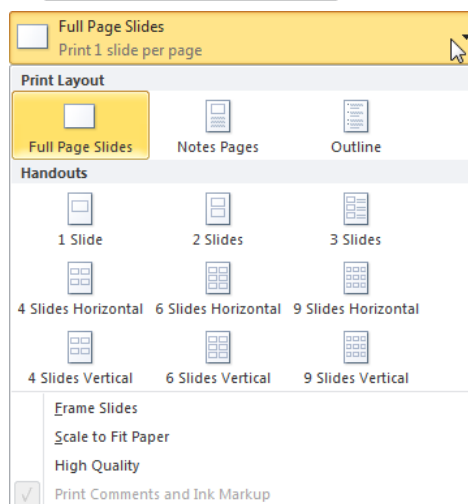 Full Page Slides
Print 1 slide per page
Print Layout
Full Page Slides Notes Pages Outline
Handouts
1 Slide 2 Slides 3 Slides
4 Slides Horizontal 6 Slides Horizontal 9 Slides Horizontal
4 Slides Vertical 6 Slides Vertical 9 Slides Vertical
Frame Slides
Scale to Fit Paper
High Quality
Print Comments and Ink Markup